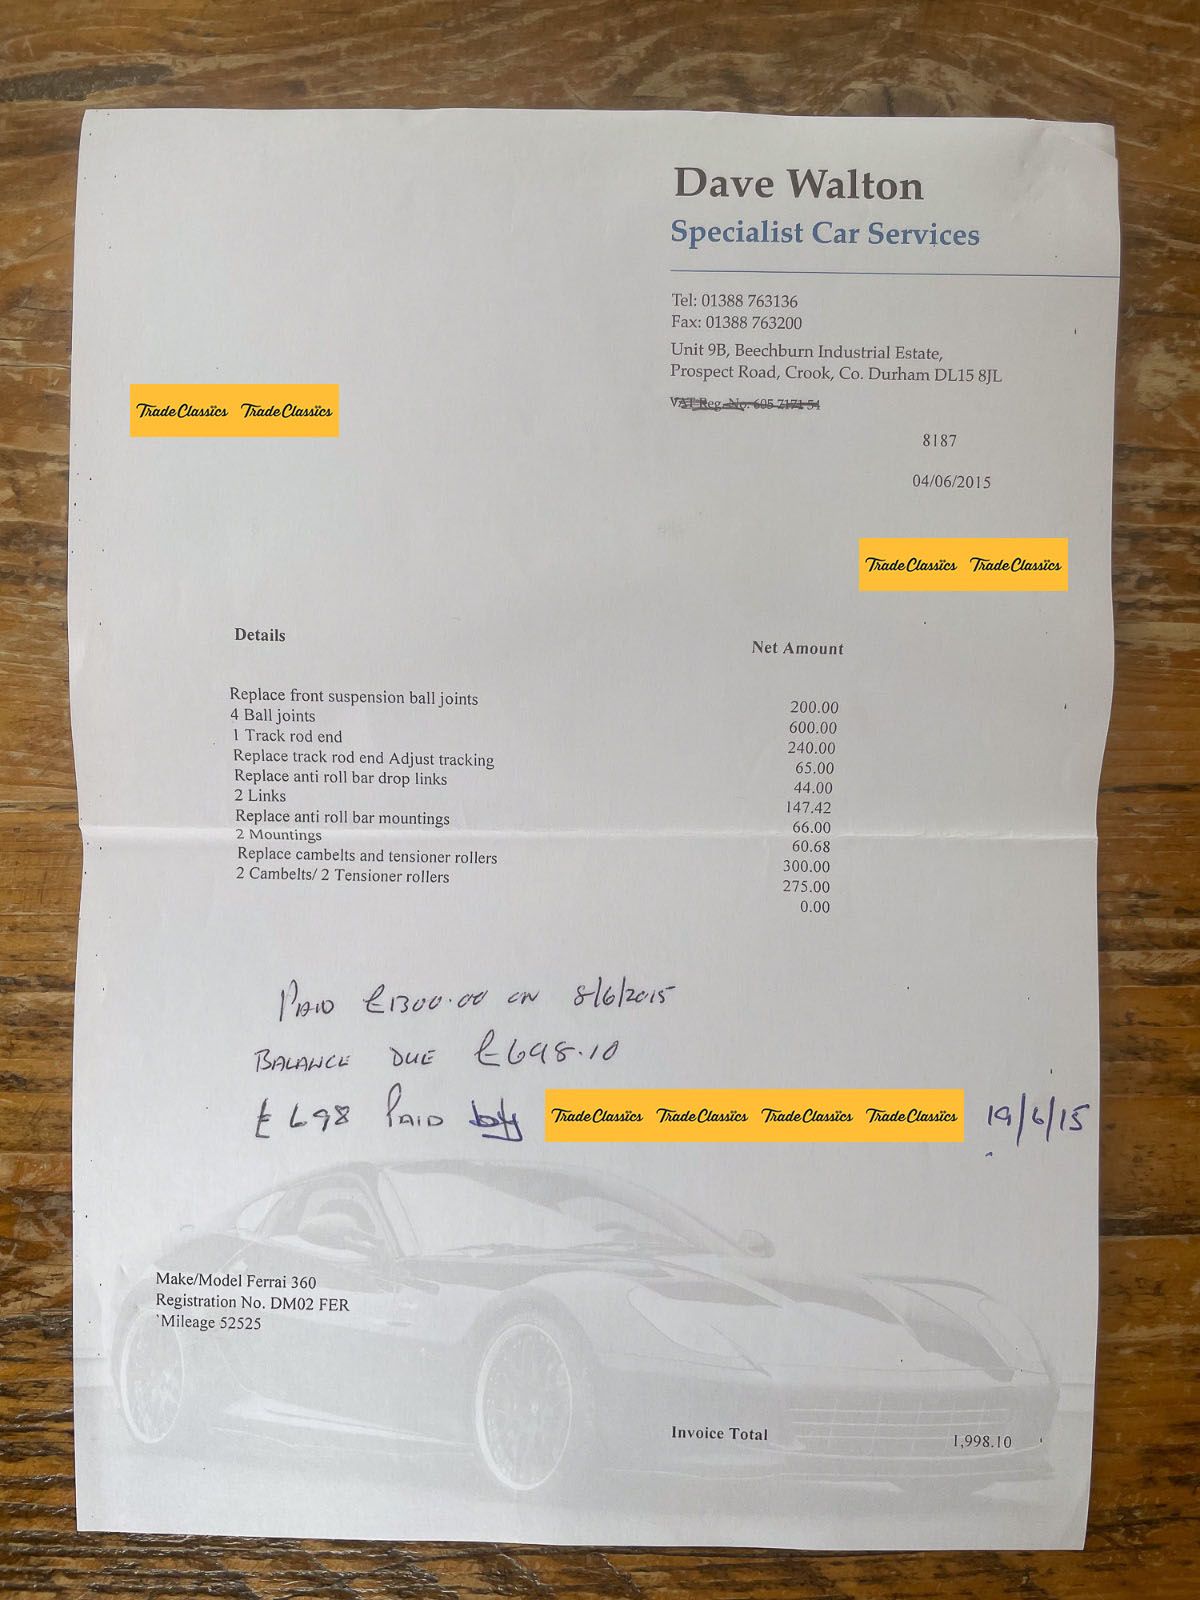 Dave Walton
Specialist Car Services
Tel: 01388 763136
Fax: 01388 763200
Unit 9B, Beechburn Industrial Estate,
Prospect Road, Crook, Co. Durham DL15 8JL
VAT Reg. No. 605 7171 54
TradeClassics TradeClassics
8187
04/06/2015
TradeClassics TradeClassics
Details Net Amount
Replace front suspension ball joints 200.00
4 Ball joints 600.00
1 Track rod end 240.00
Replace track rod end Adjust tracking 65.00
Replace anti roll bar drop links 44.00
2 Links 147.42
Replace anti roll bar mountings 66.00
2 Mountings 60.68
Replace cambelts and tensioner rollers 300.00
2 Cambelts/ 2 Tensioner rollers 275.00
0.00
PAID £1300.00 ON 8/6/2015
BALANCE DUE £698.10
£698 PAID by TradeClassics TradeClassics TradeClassics TradeClassics 19/6/15
Make/Model Ferrai 360
Registration No. DM02 FER
`Mileage 52525
Invoice Total 1,998.10